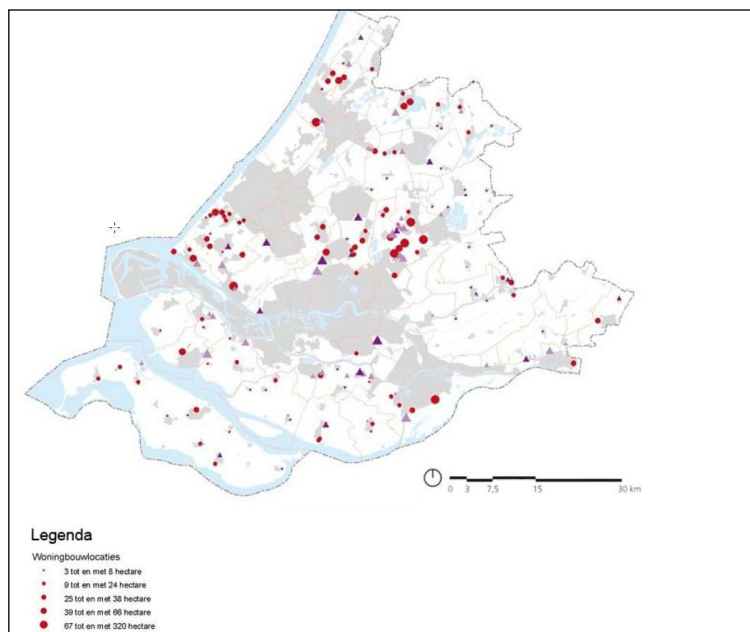 0 3 7,5 15 30 km
Legenda
Woningbouwlocaties
3 tot en met 8 hectare
9 tot en met 24 hectare
25 tot en met 38 hectare
39 tot en met 66 hectare
67 tot en met 320 hectare